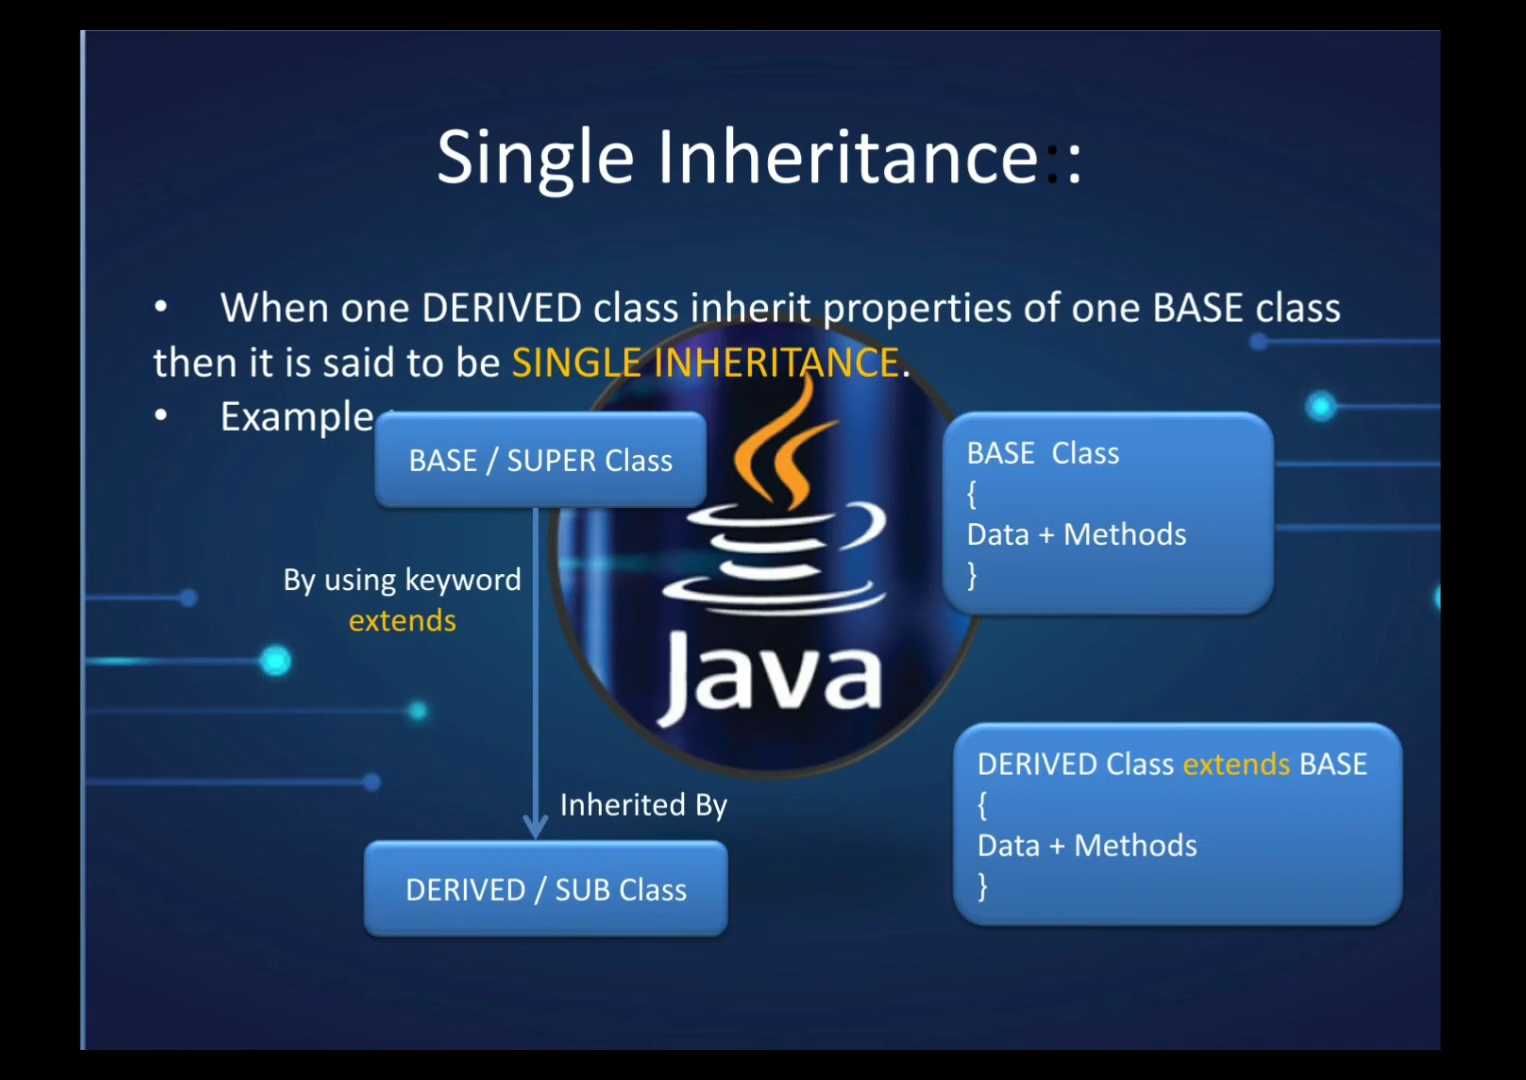 Single Inheritance::
• When one DERIVED class inherit properties of one BASE class
then it is said to be SINGLE INHERITANCE.
• Example :
BASE / SUPER Class
By using keyword
extends
Inherited By
DERIVED / SUB Class
BASE  Class
{
Data + Methods
}
DERIVED Class extends BASE
{
Data + Methods
}
Java